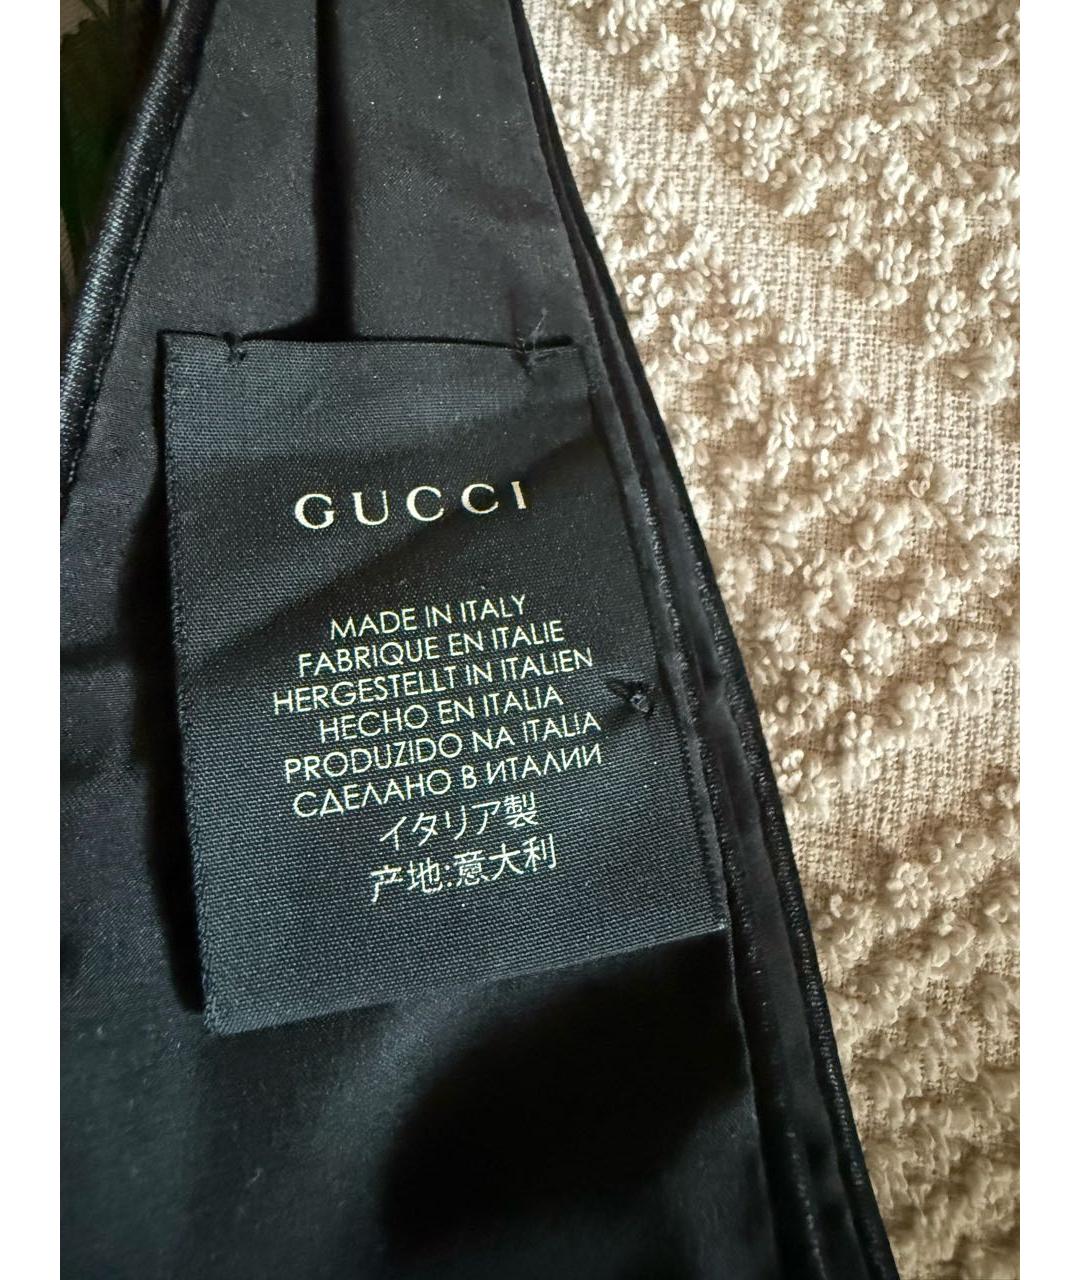 GUCCI
MADE IN ITALY
FABRIQUE EN ITALIE
HERGESTELLT IN ITALIEN
HECHO EN ITALIA
PRODUZIDO NA ITALIA
СДЕЛАНО В ИТАЛИИ
イタリア製
产地:意大利